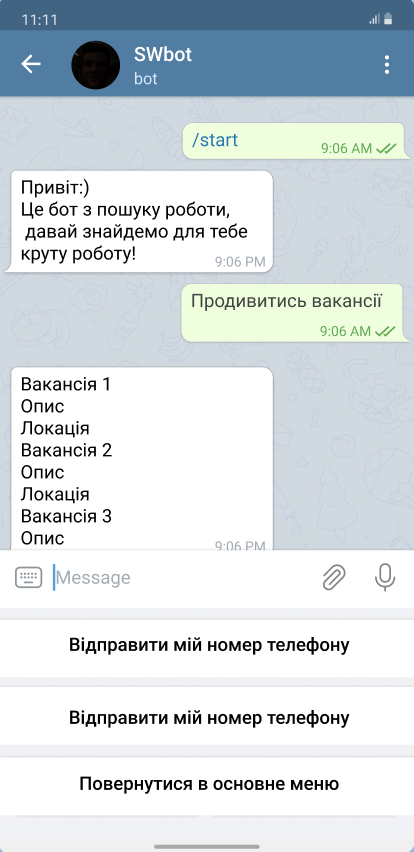 11:11
SWbot
bot
/start
9:06 AM
Привіт:)
Це бот з пошуку роботи,
давай знайдемо для тебе
круту роботу!
9:06 PM
Продивитись вакансії
9:06 AM
Вакансія 1
Опис
Локація
Вакансія 2
Опис
Локація
Вакансія 3
Опис
9:06 PM
Message
Відправити мій номер телефону
Відправити мій номер телефону
Повернутися в основне меню